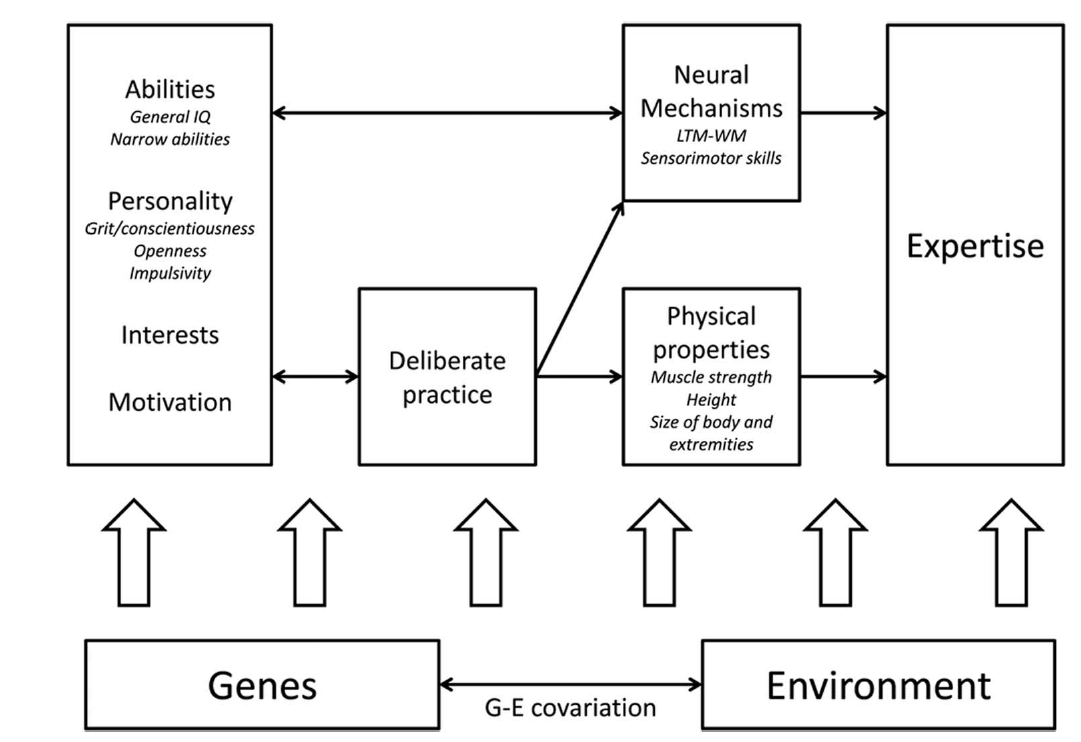 Abilities
General IQ
Narrow abilities
Personality
Grit/conscientiousness
Openness
Impulsivity
Interests
Motivation
Deliberate
practice
Neural
Mechanisms
LTM-WM
Sensorimotor skills
Physical
properties
Muscle strength
Height
Size of body and
extremities
Expertise
Genes
G-E covariation
Environment